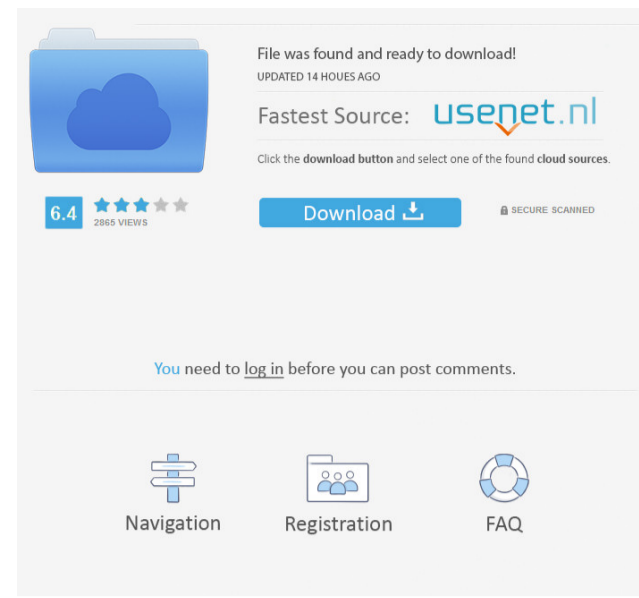 File was found and ready to download!
UPDATED 14 HOUES AGO
Fastest Source: usenet.nl
Click the download button and select one of the found cloud sources.
6.4
2865 VIEWS
Download
SECURE SCANNED
You need to log in before you can post comments.
Navigation
Registration
FAQ